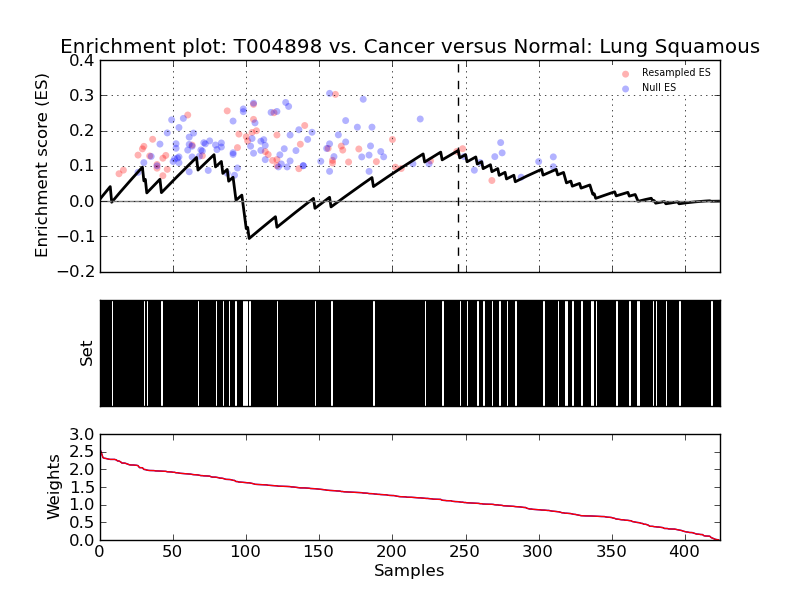 Enrichment plot: T004898 vs. Cancer versus Normal: Lung Squamous
0.4
0.3
0.2
0.1
0.0
−0.1
−0.2
Enrichment score (ES)
Resampled ES
Null ES
Set
3.0
2.5
2.0
1.5
1.0
0.5
0.0
Weights
0 50 100 150 200 250 300 350 400
Samples